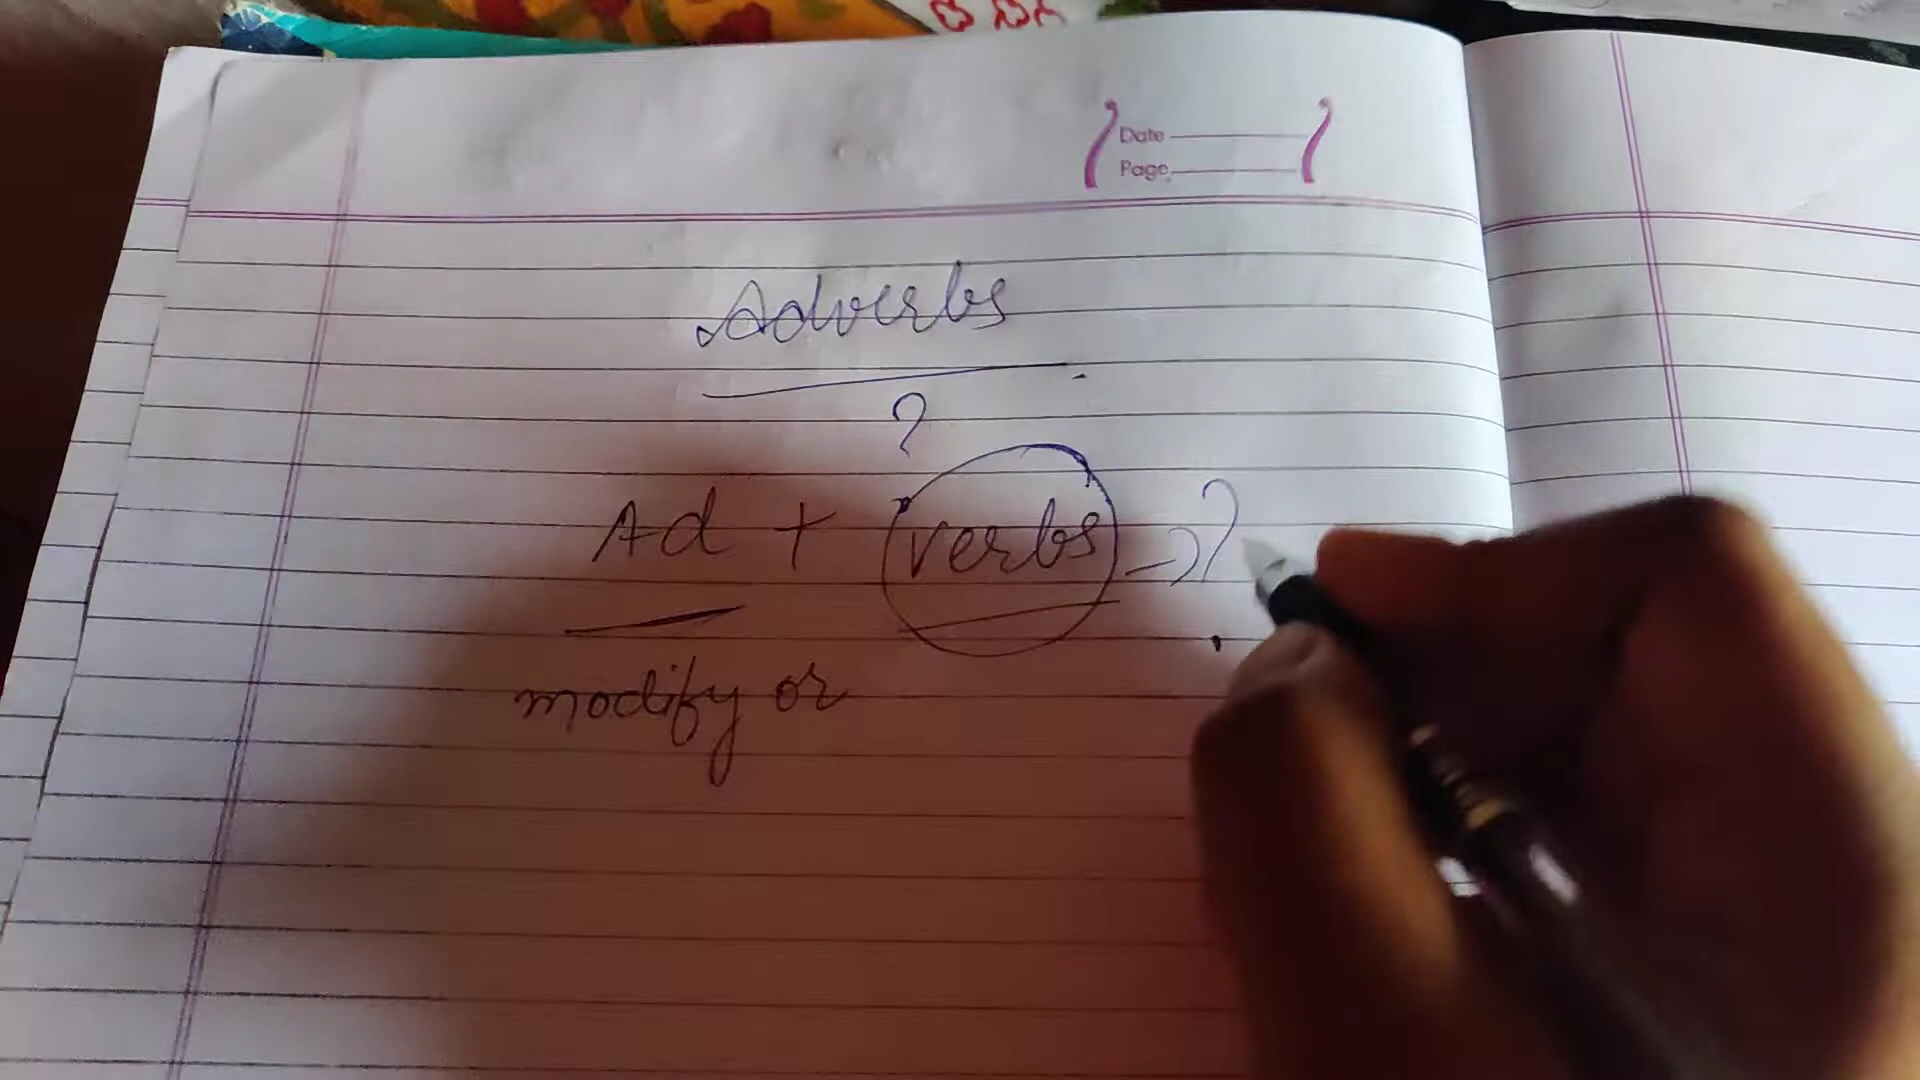 Date
Page
Adverbs
?
Ad + verbs => ?
modify or